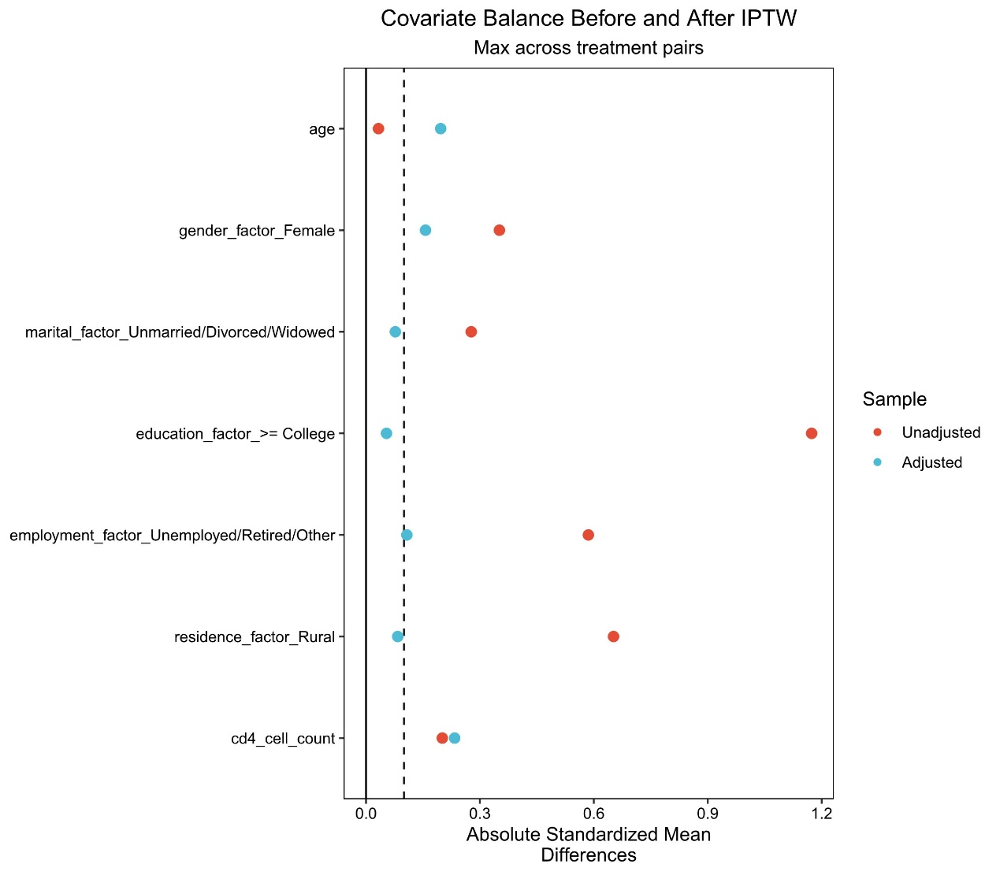 Covariate Balance Before and After IPTW
Max across treatment pairs
age
gender_factor_Female
marital_factor_Unmarried/Divorced/Widowed
education_factor_>= College
employment_factor_Unemployed/Retired/Other
residence_factor_Rural
cd4_cell_count
Sample
Unadjusted
Adjusted
0.0 0.3 0.6 0.9 1.2
Absolute Standardized Mean
Differences